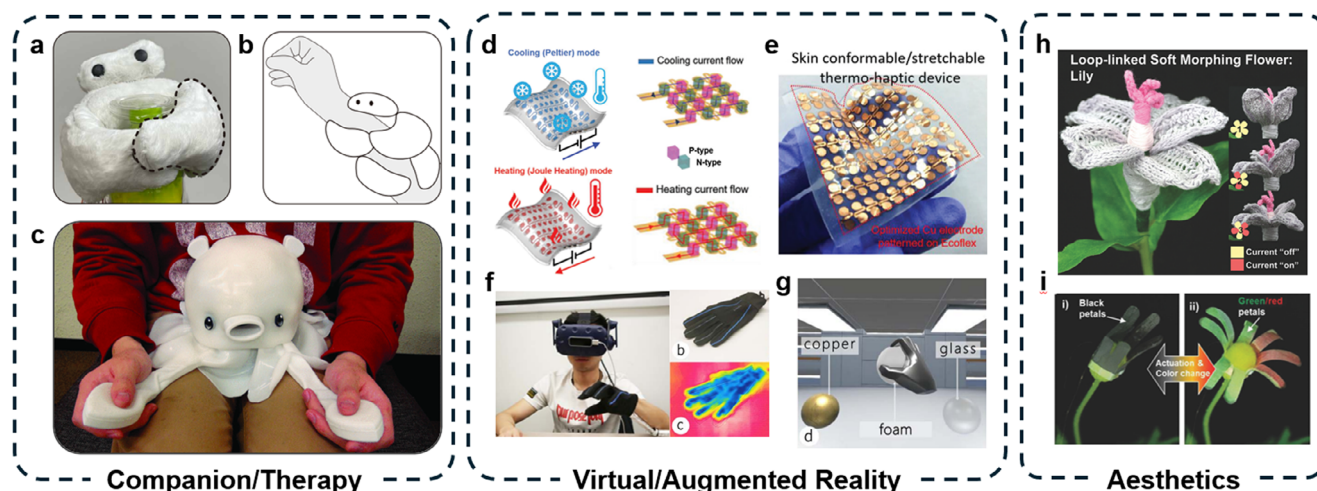 a
b
c
Companion/Therapy
d
Cooling (Peltier) mode
Cooling current flow
P-type
N-type
Heating (Joule Heating) mode
Heating current flow
e
Skin conformable/stretchable
thermo-haptic device
Optimized Cu electrode
patterned on Ecoflex
f
b
c
g
copper
glass
foam
d
Virtual/Augmented Reality
h
Loop-linked Soft Morphing Flower:
Lily
Current "off"
Current "on"
i
i)
Black
petals
Actuation &
Color change
ii)
Green/red
petals
Aesthetics